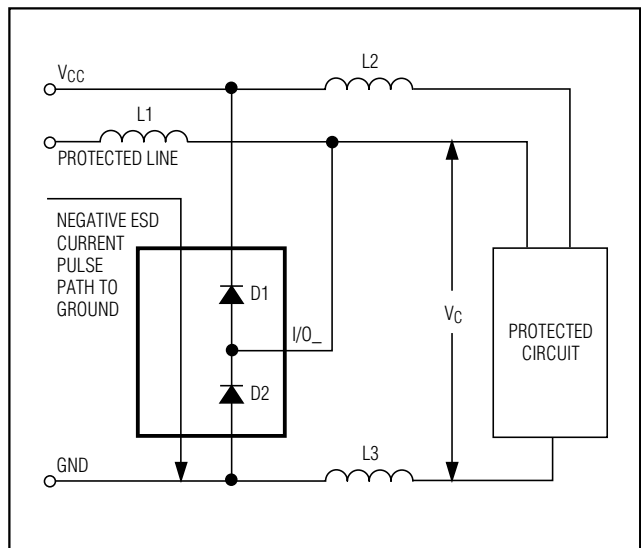 VCC
L2
L1
PROTECTED LINE
NEGATIVE ESD
CURRENT
PULSE
PATH TO
GROUND
D1
I/O_
VC
PROTECTED
CIRCUIT
D2
GND
L3